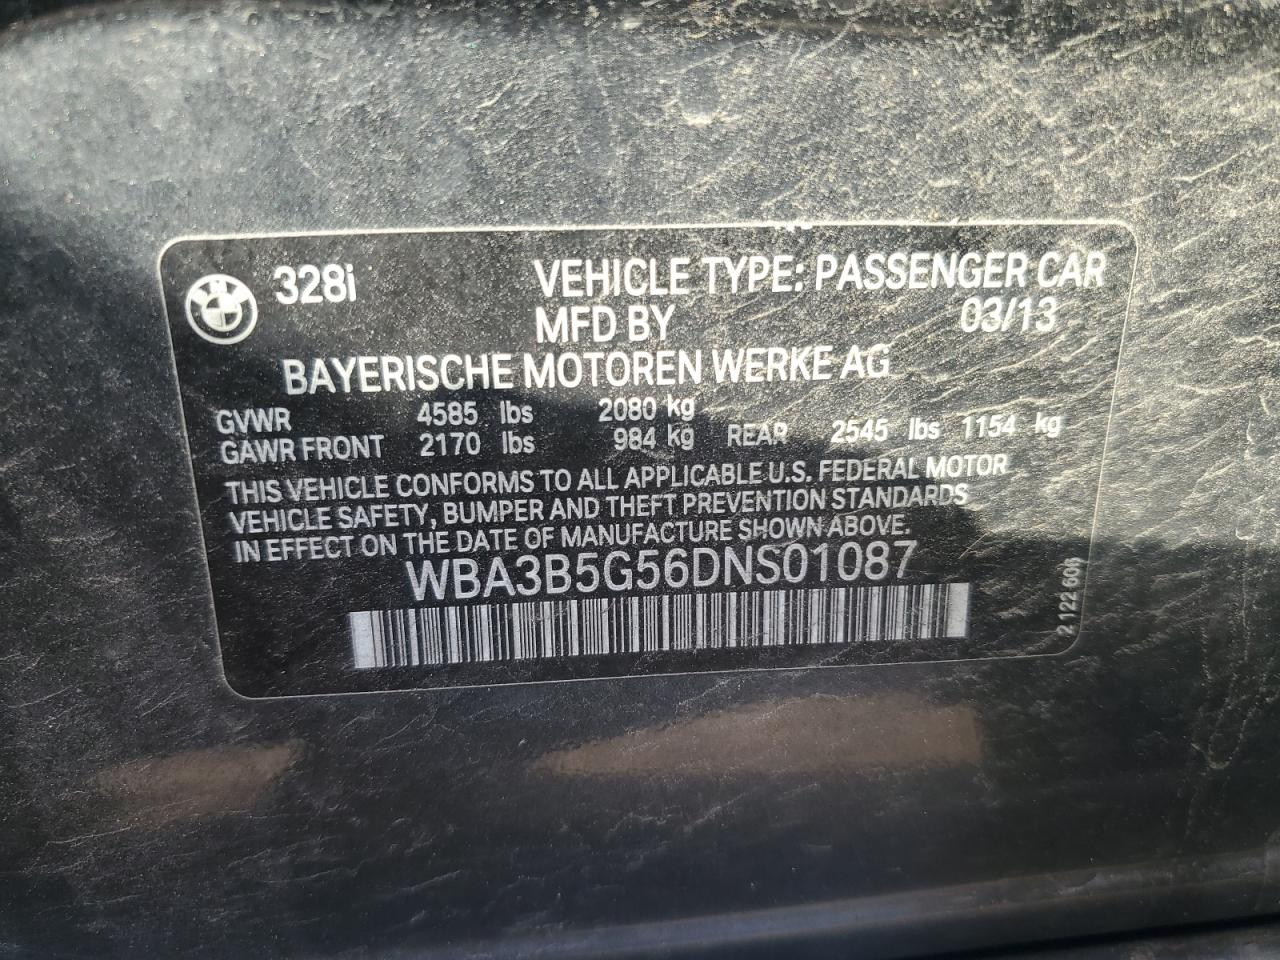 328i VEHICLE TYPE: PASSENGER CAR
MFD BY 03/13
BAYERISCHE MOTOREN WERKE AG
GVWR 4585 lbs 2080 kg
GAWR FRONT 2170 lbs 984 kg REAR 2545 lbs 1154 kg
THIS VEHICLE CONFORMS TO ALL APPLICABLE U.S. FEDERAL MOTOR
VEHICLE SAFETY, BUMPER AND THEFT PREVENTION STANDARDS
IN EFFECT ON THE DATE OF MANUFACTURE SHOWN ABOVE.
WBA3B5G56DNS01087
2 122 608